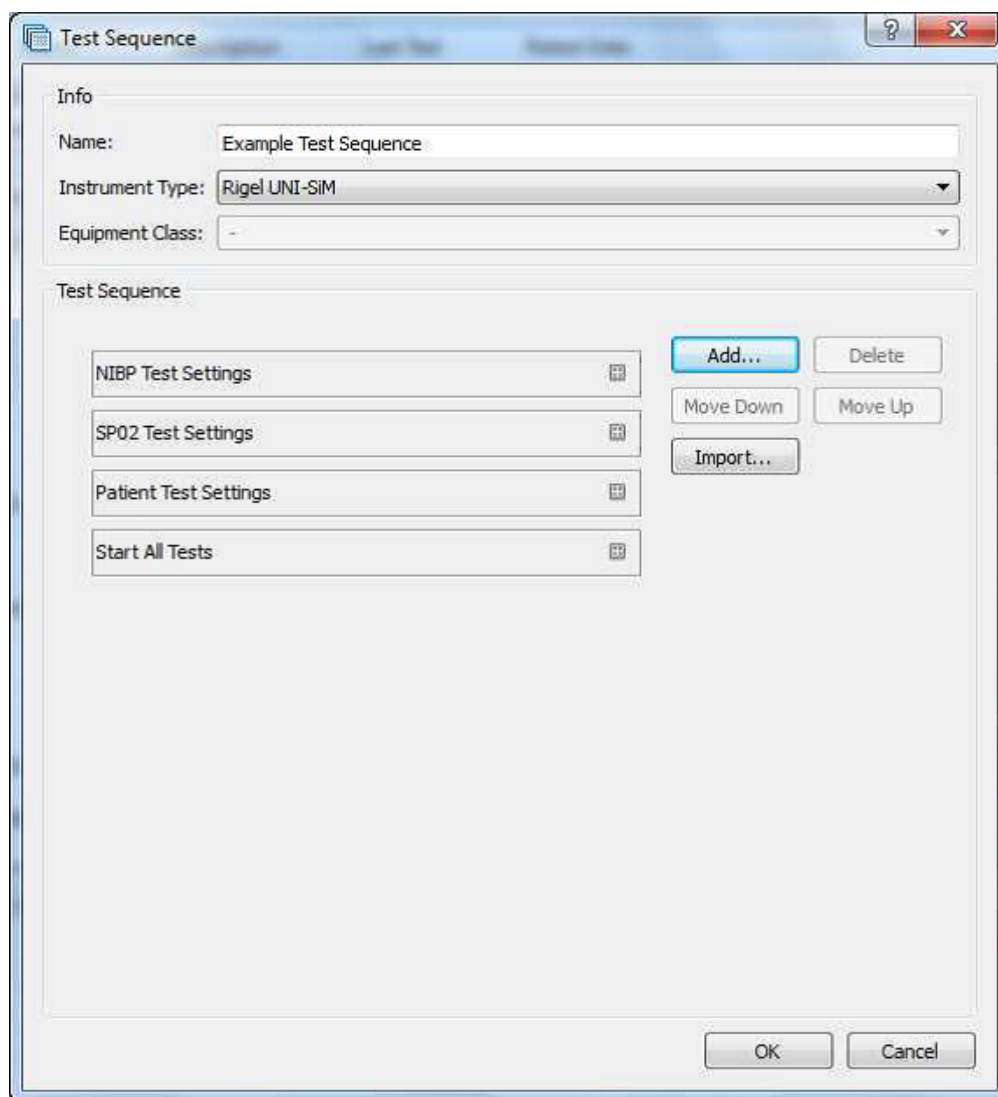 Test Sequence
Info
Name: Example Test Sequence
Instrument Type: Rigel UNI-SiM
Equipment Class: -
Test Sequence
NIBP Test Settings
SP02 Test Settings
Patient Test Settings
Start All Tests
Add... Delete
Move Down Move Up
Import...
OK Cancel